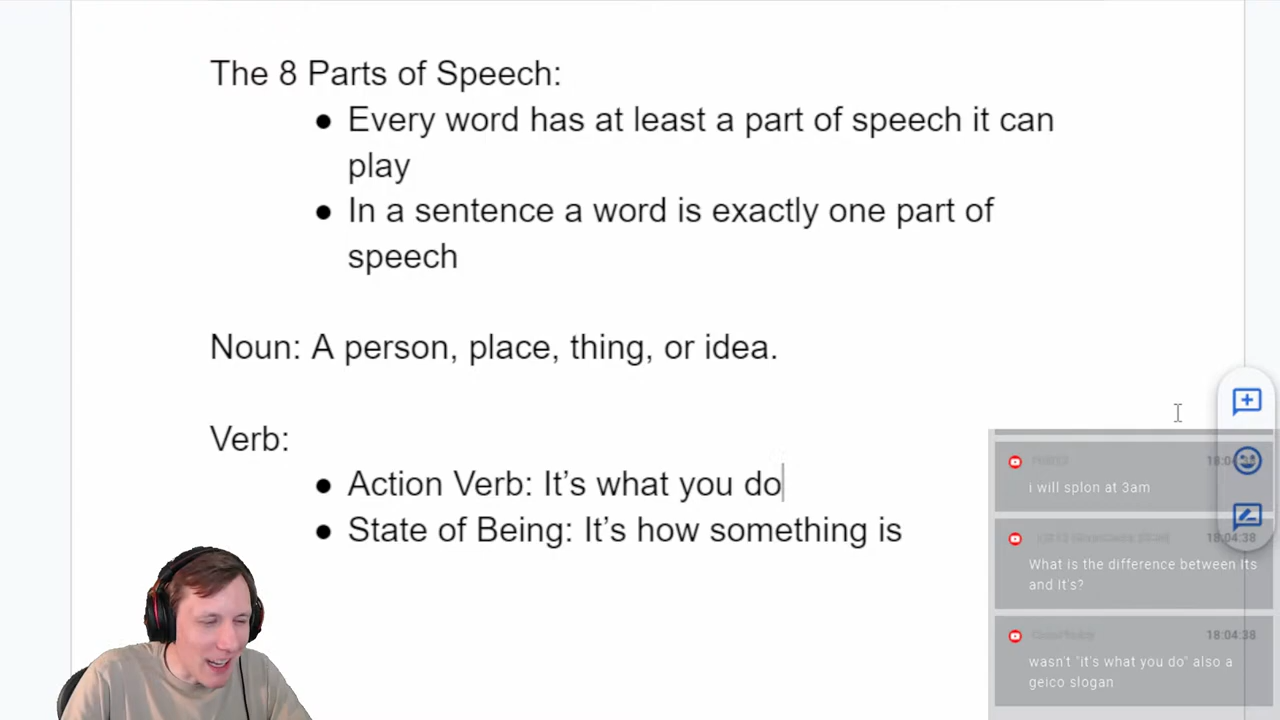 The 8 Parts of Speech:
● Every word has at least a part of speech it can
play
● In a sentence a word is exactly one part of
speech
Noun: A person, place, thing, or idea.
Verb:
● Action Verb: It's what you do
● State of Being: It's how something is
18:04:38
i will splon at 3am
18:04:38
What is the difference between Its
and It's?
18:04:38
wasn't "it's what you do" also a
geico slogan